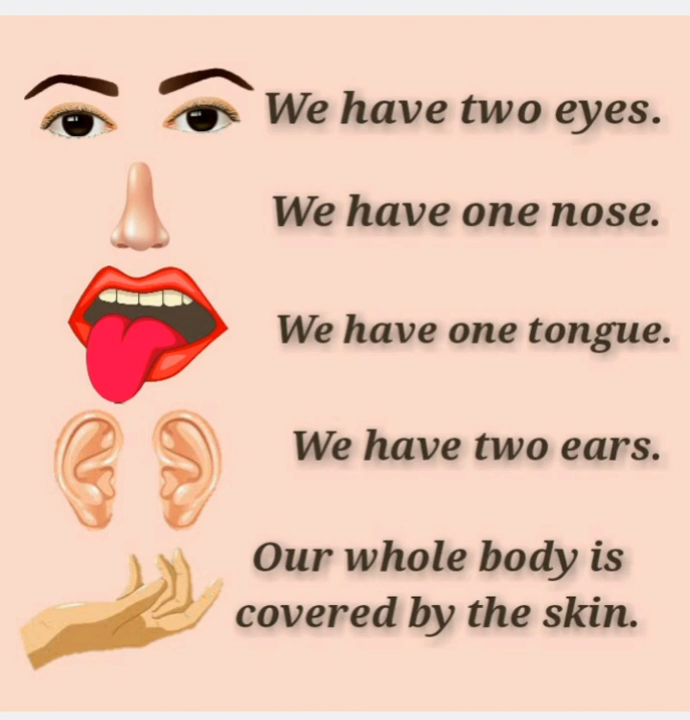 We have two eyes.
We have one nose.
We have one tongue.
We have two ears.
Our whole body is
covered by the skin.